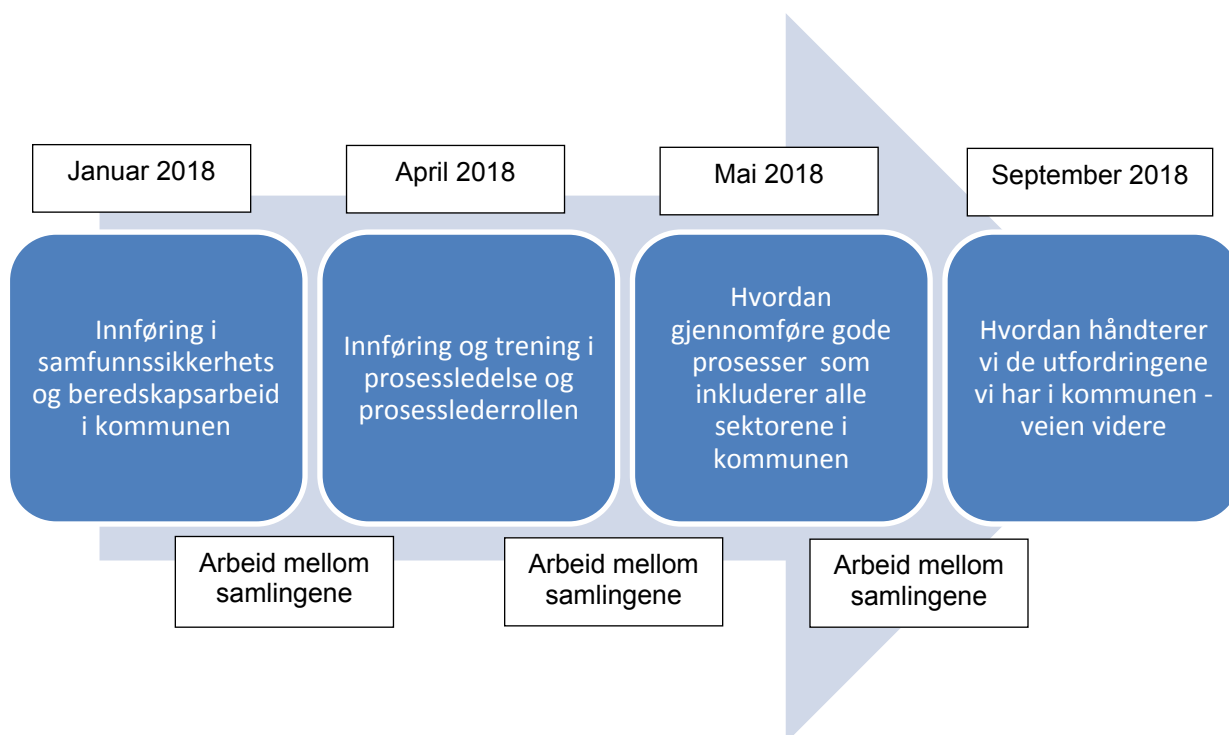 Januar 2018
April 2018
Mai 2018
September 2018
Innføring i
samfunnssikkerhets
og beredskapsarbeid
i kommunen
Innføring og trening i
prosessledelse og
prosesslederrollen
Hvordan
gjennomføre gode
prosesser som
inkluderer alle
sektorene i
kommunen
Hvordan håndterer
vi de utfordringene
vi har i kommunen -
veien videre
Arbeid mellom
samlingene
Arbeid mellom
samlingene
Arbeid mellom
samlingene